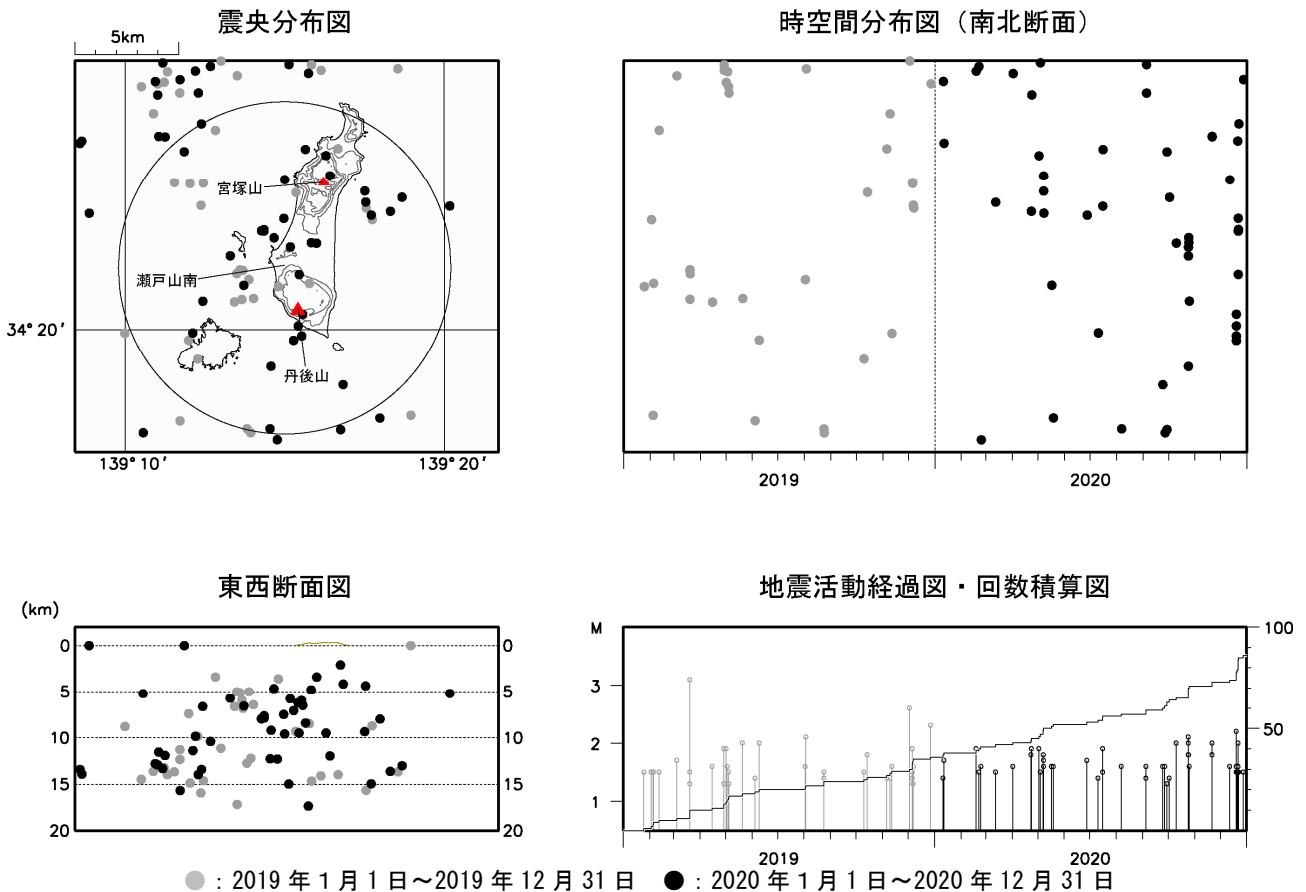 震央分布図
5km
宮塚山
瀬戸山南
丹後山
34° 20'
139° 10'
139° 20'
時空間分布図（南北断面）
2019
2020
東西断面図
(km)
0
5
10
15
20
0
5
10
15
20
地震活動経過図・回数積算図
M
3
2
1
100
50
0
2019
2020
：2019 年 1 月 1 日～2019 年 12 月 31 日
：2020 年 1 月 1 日～2020 年 12 月 31 日